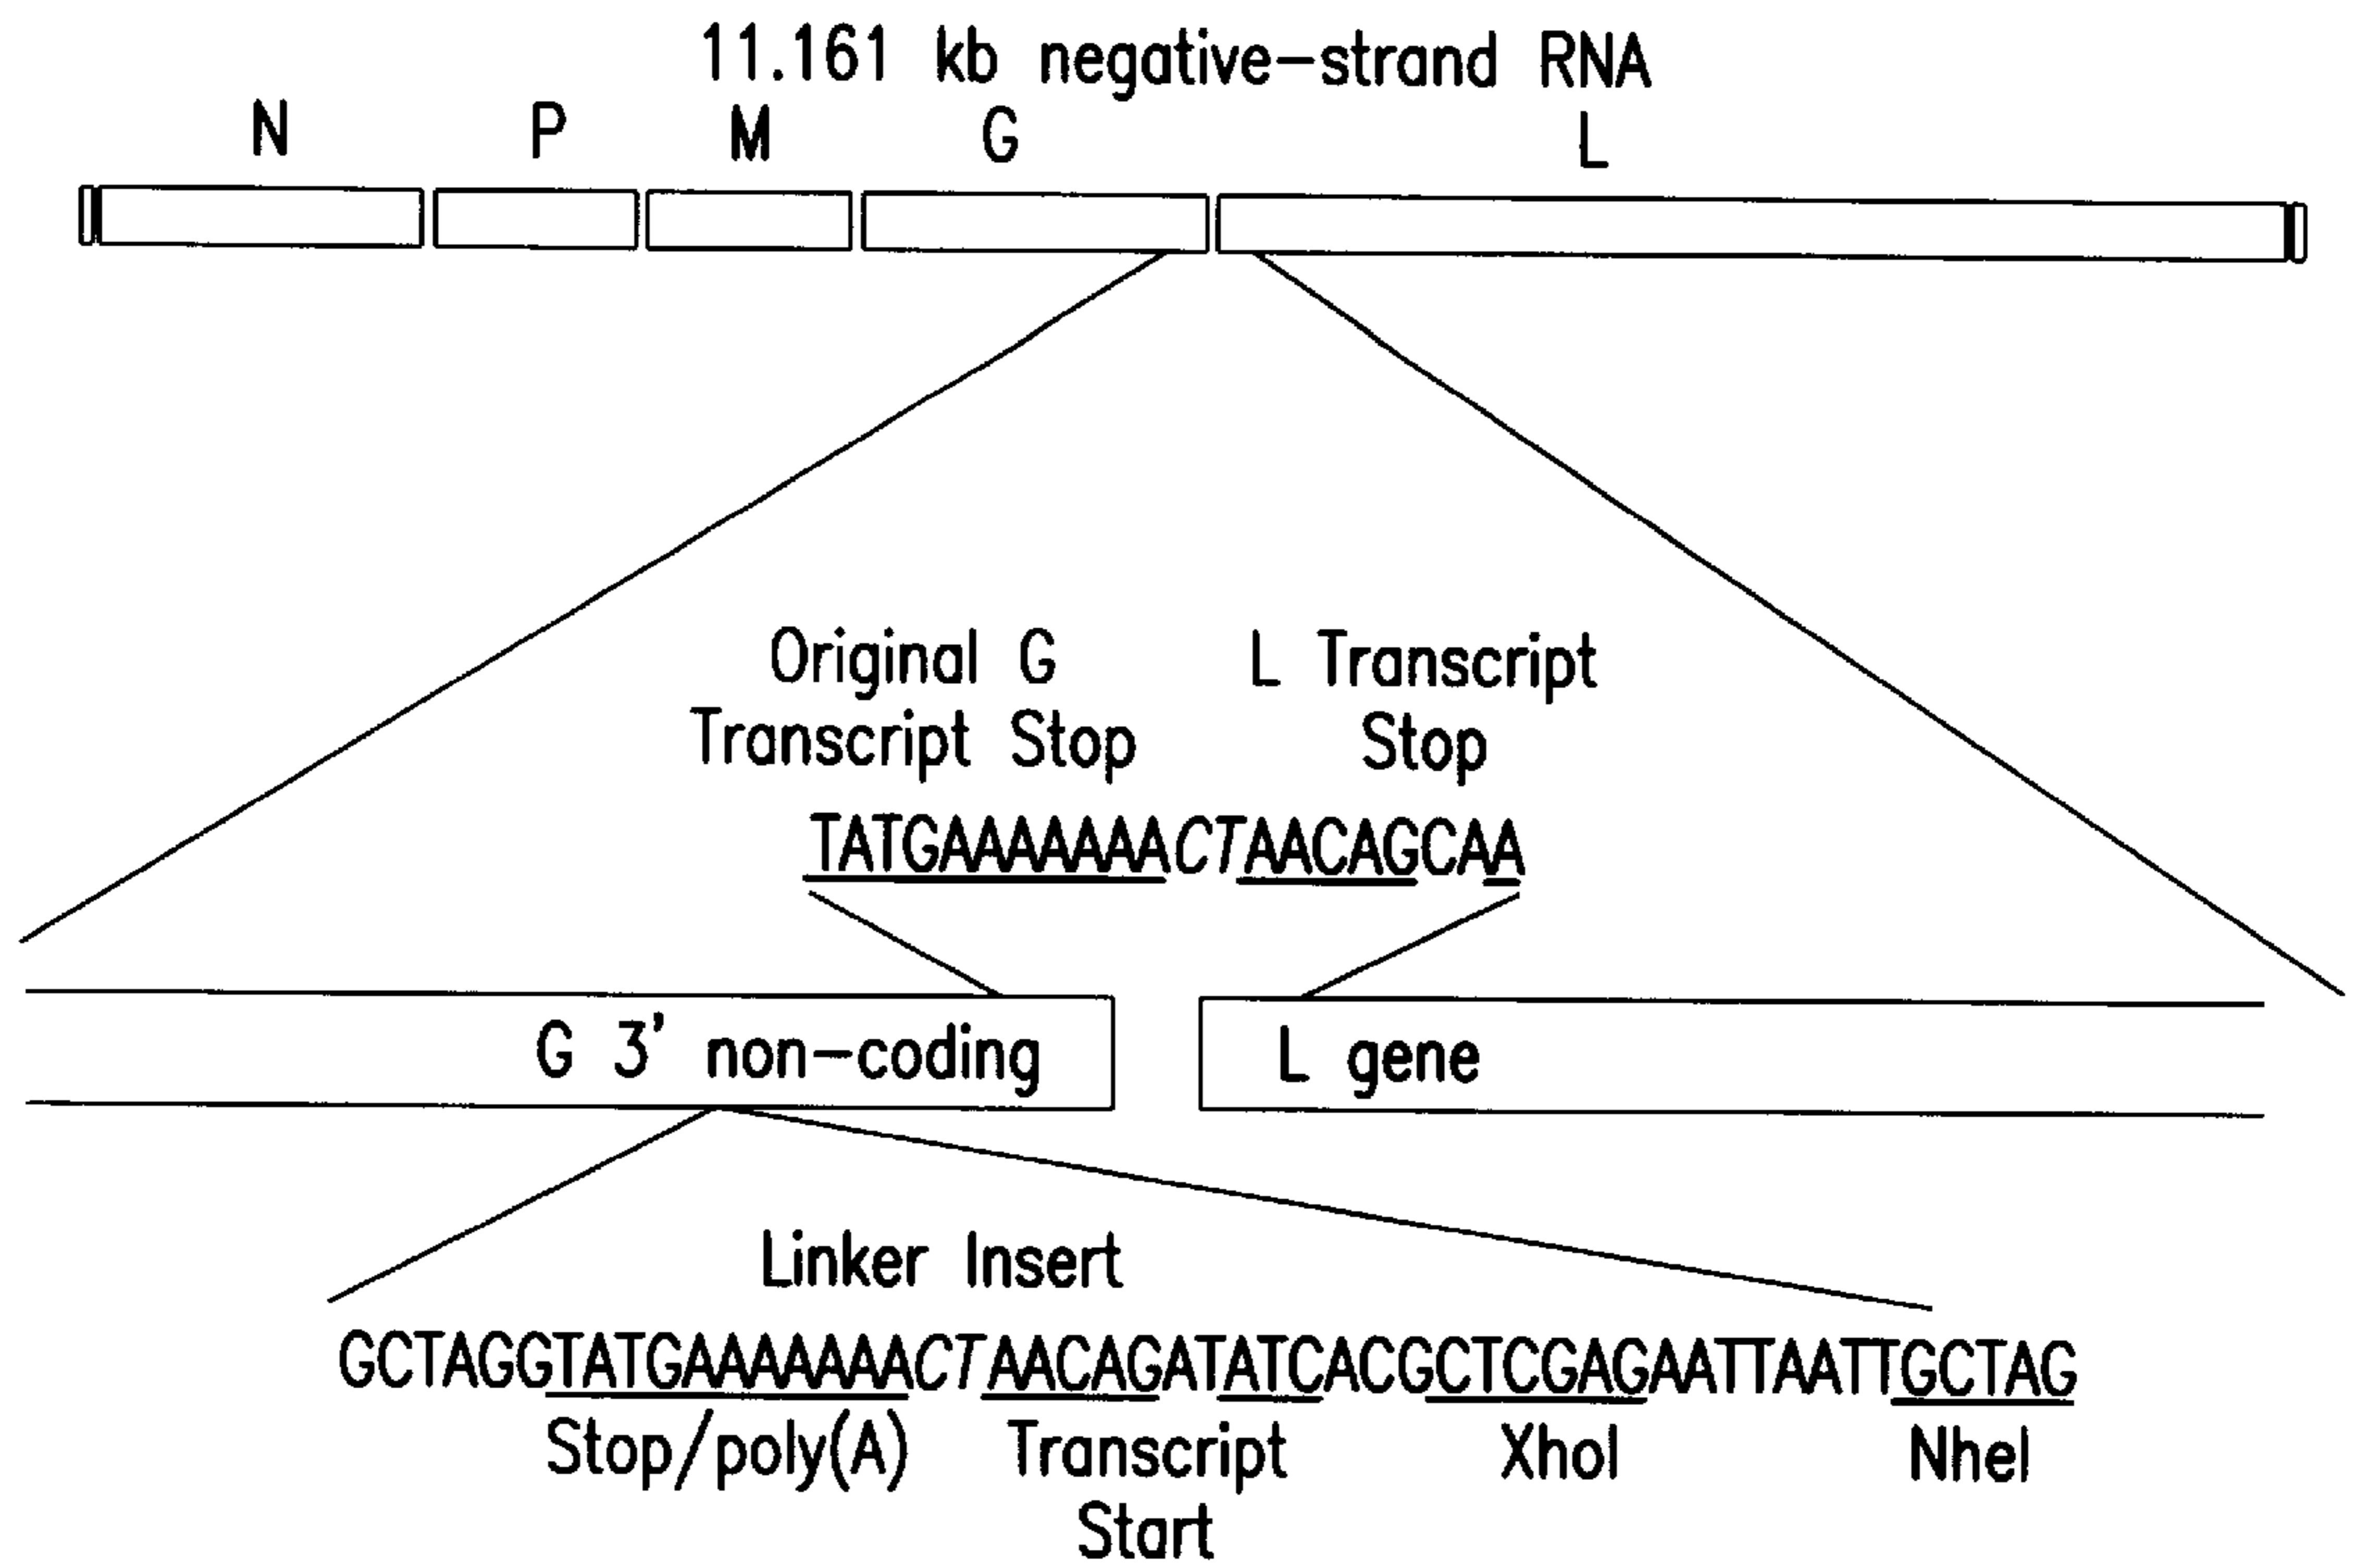 11.161 kb negative-strand RNA
N P M G L
Original G L Transcript
Transcript Stop Stop
TATGAAAAAAACTAACAGCAA
G 3' non-coding L gene
Linker Insert
GCTAGGTATGAAAAAAACTAACAGATATCACGCTCGAGAATTAATTGCTAG
Stop/poly(A) Transcript XhoI NheI
Start